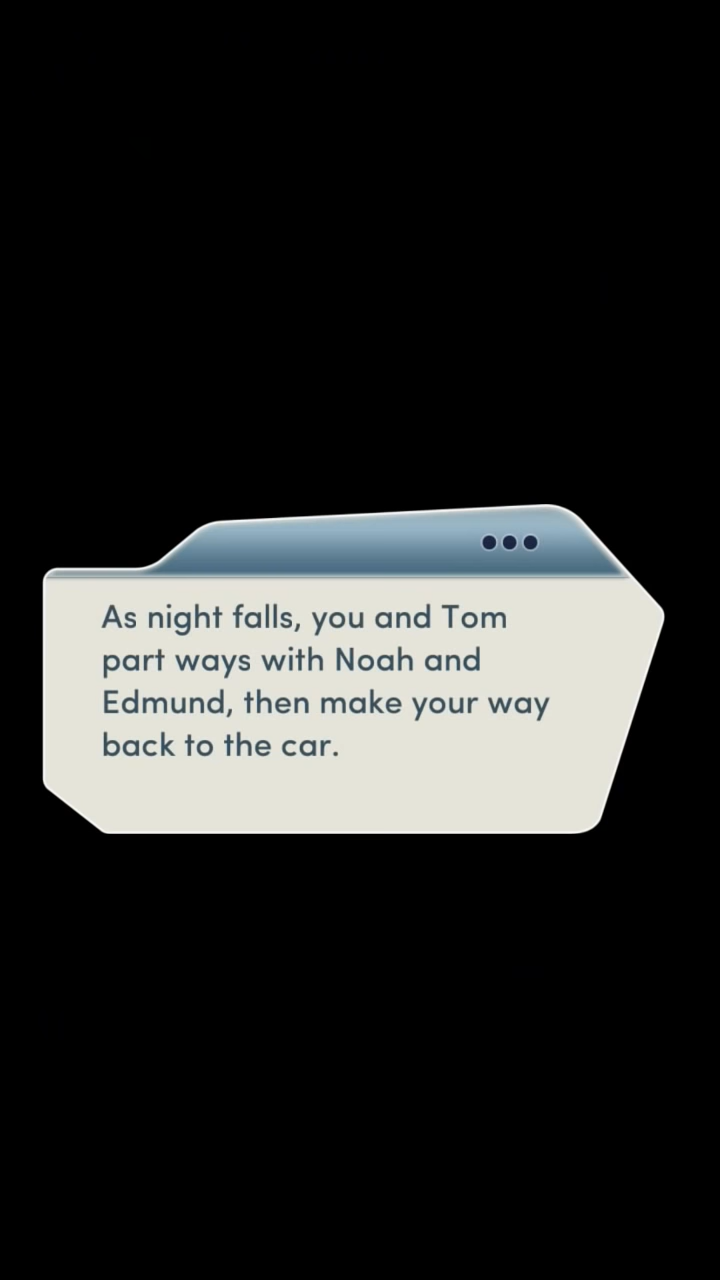 As night falls, you and Tom
part ways with Noah and
Edmund, then make your way
back to the car.